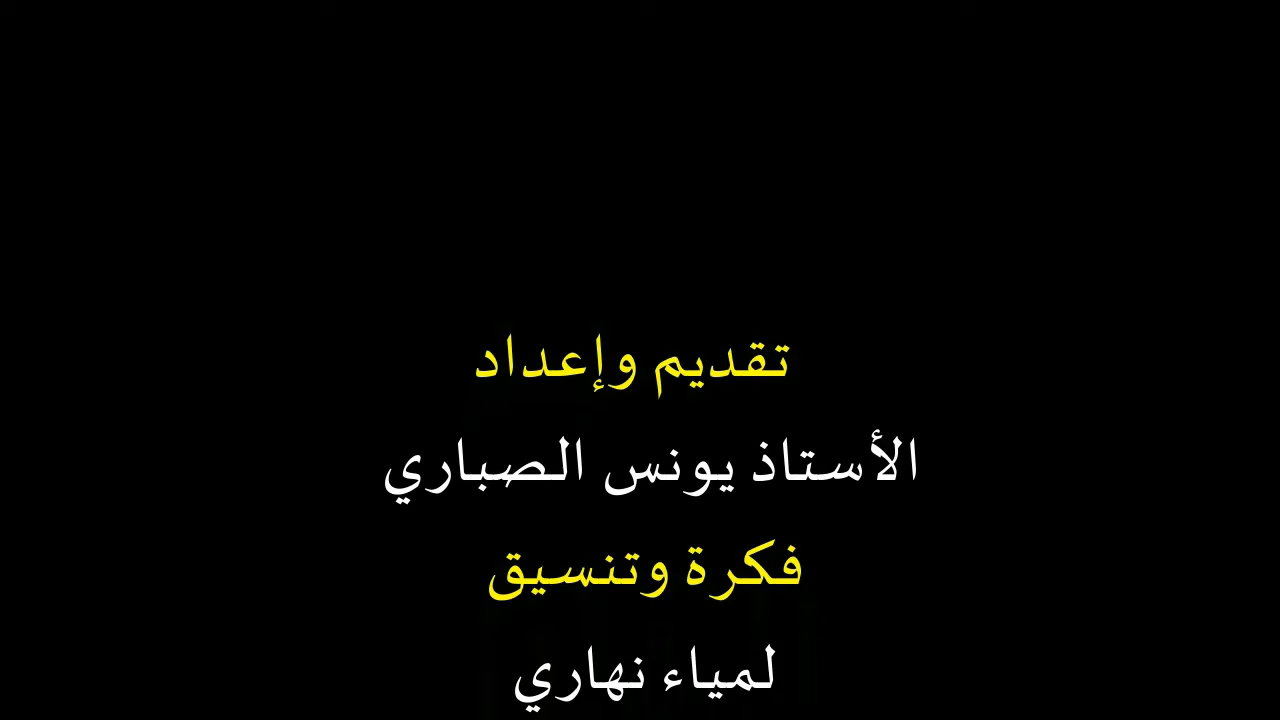 تقديم وإعداد
الأستاذ يونس الصباري
فكرة وتنسيق
لمياء نهاري